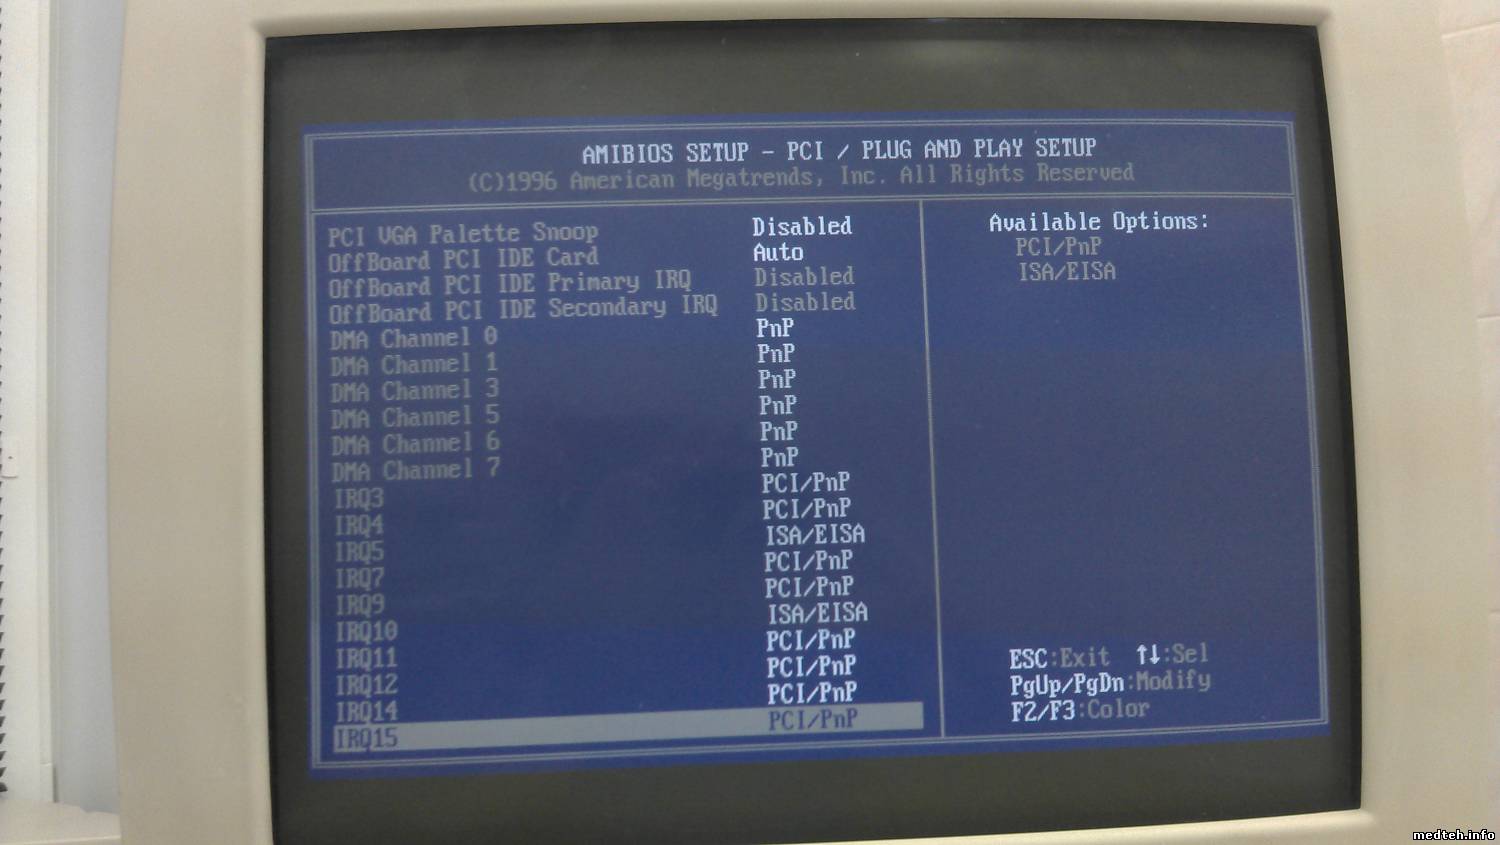 AMIBIOS SETUP - PCI / PLUG AND PLAY SETUP
(C)1996 American Megatrends, Inc. All Rights Reserved
PCI VGA Palette Snoop Disabled
OffBoard PCI IDE Card Auto
OffBoard PCI IDE Primary IRQ Disabled
OffBoard PCI IDE Secondary IRQ Disabled
DMA Channel 0 PnP
DMA Channel 1 PnP
DMA Channel 3 PnP
DMA Channel 5 PnP
DMA Channel 6 PnP
DMA Channel 7 PnP
IRQ3 PCI/PnP
IRQ4 PCI/PnP
IRQ5 ISA/EISA
IRQ7 PCI/PnP
IRQ9 PCI/PnP
IRQ10 ISA/EISA
IRQ11 PCI/PnP
IRQ12 PCI/PnP
IRQ14 PCI/PnP
IRQ15 PCI/PnP
Available Options:
PCI/PnP
ISA/EISA
ESC:Exit ↑↓:Sel
PgUp/PgDn:Modify
F2/F3:Color
medteh.info